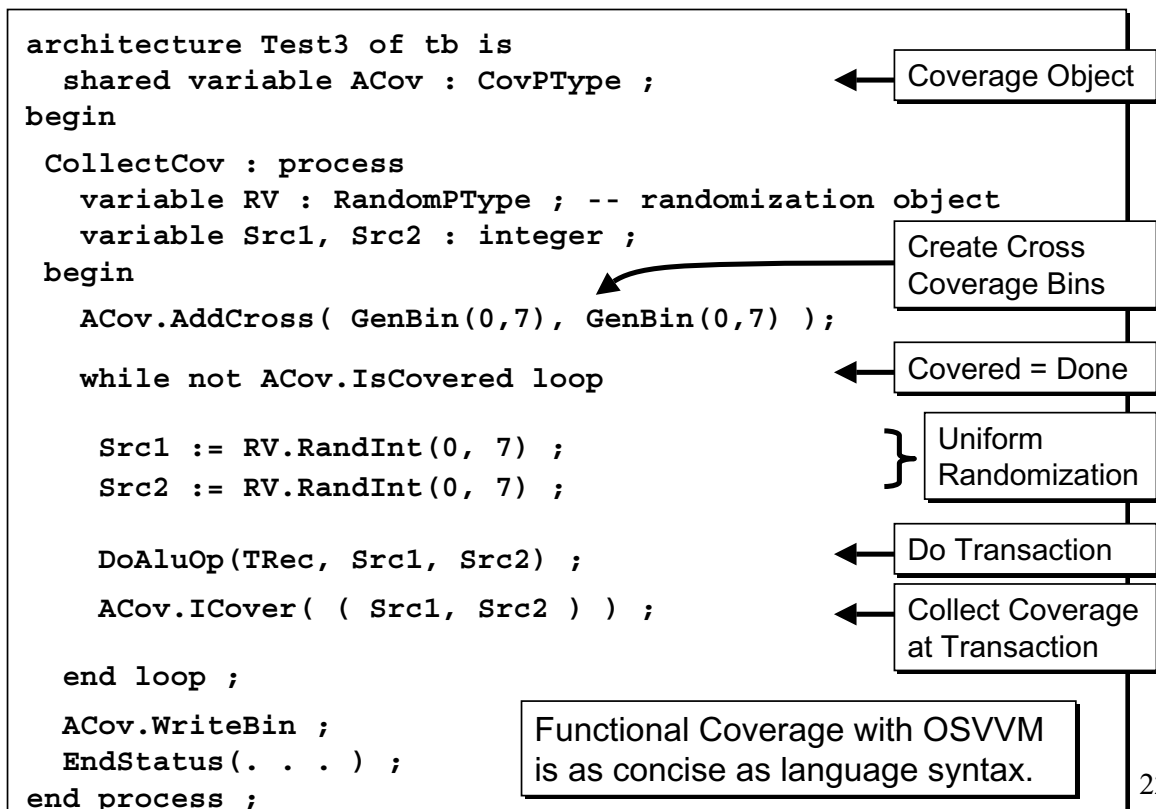 architecture Test3 of tb is
shared variable ACov : CovPType ;
Coverage Object
begin
CollectCov : process
variable RV : RandomPType ; -- randomization object
variable Src1, Src2 : integer ;
begin
Create Cross
Coverage Bins
ACov.AddCross( GenBin(0,7), GenBin(0,7) );
while not ACov.IsCovered loop
Covered = Done
Src1 := RV.RandInt(0, 7) ;
Src2 := RV.RandInt(0, 7) ;
Uniform
Randomization
DoAluOp(TRec, Src1, Src2) ;
Do Transaction
ACov.ICover( ( Src1, Src2 ) ) ;
Collect Coverage
at Transaction
end loop ;
ACov.WriteBin ;
EndStatus(. . . ) ;
end process ;
Functional Coverage with OSVVM
is as concise as language syntax.